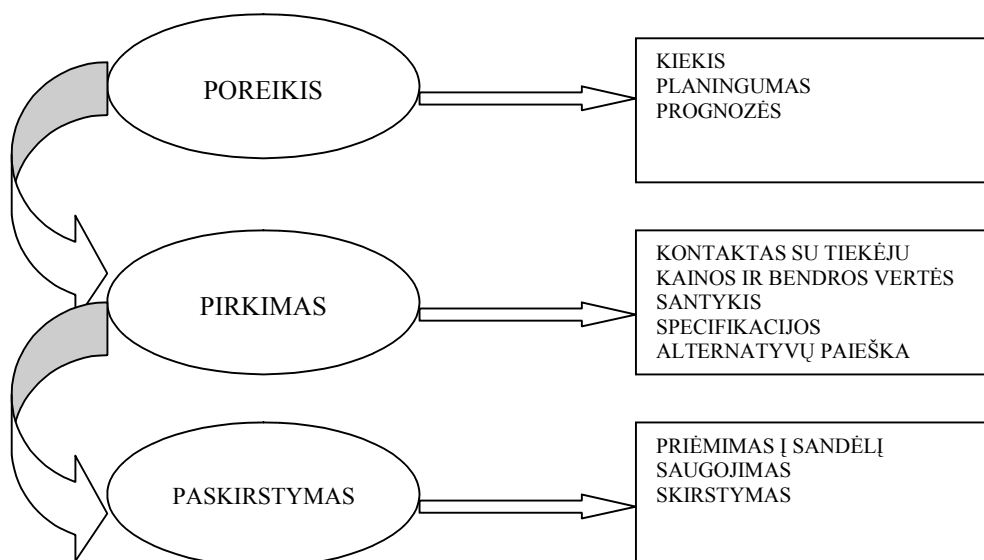 POREIKIS
KIEKIS
PLANINGUMAS
PROGNOZĖS
PIRKIMAS
KONTAKTAS SU TIEKĖJU
KAINOS IR BENDROS VERTĖS
SANTYKIS
SPECIFIKACIJOS
ALTERNATYVŲ PAIEŠKA
PASKIRSTYMAS
PRIĖMIMAS Į SANDĖLĮ
SAUGOJIMAS
SKIRSTYMAS